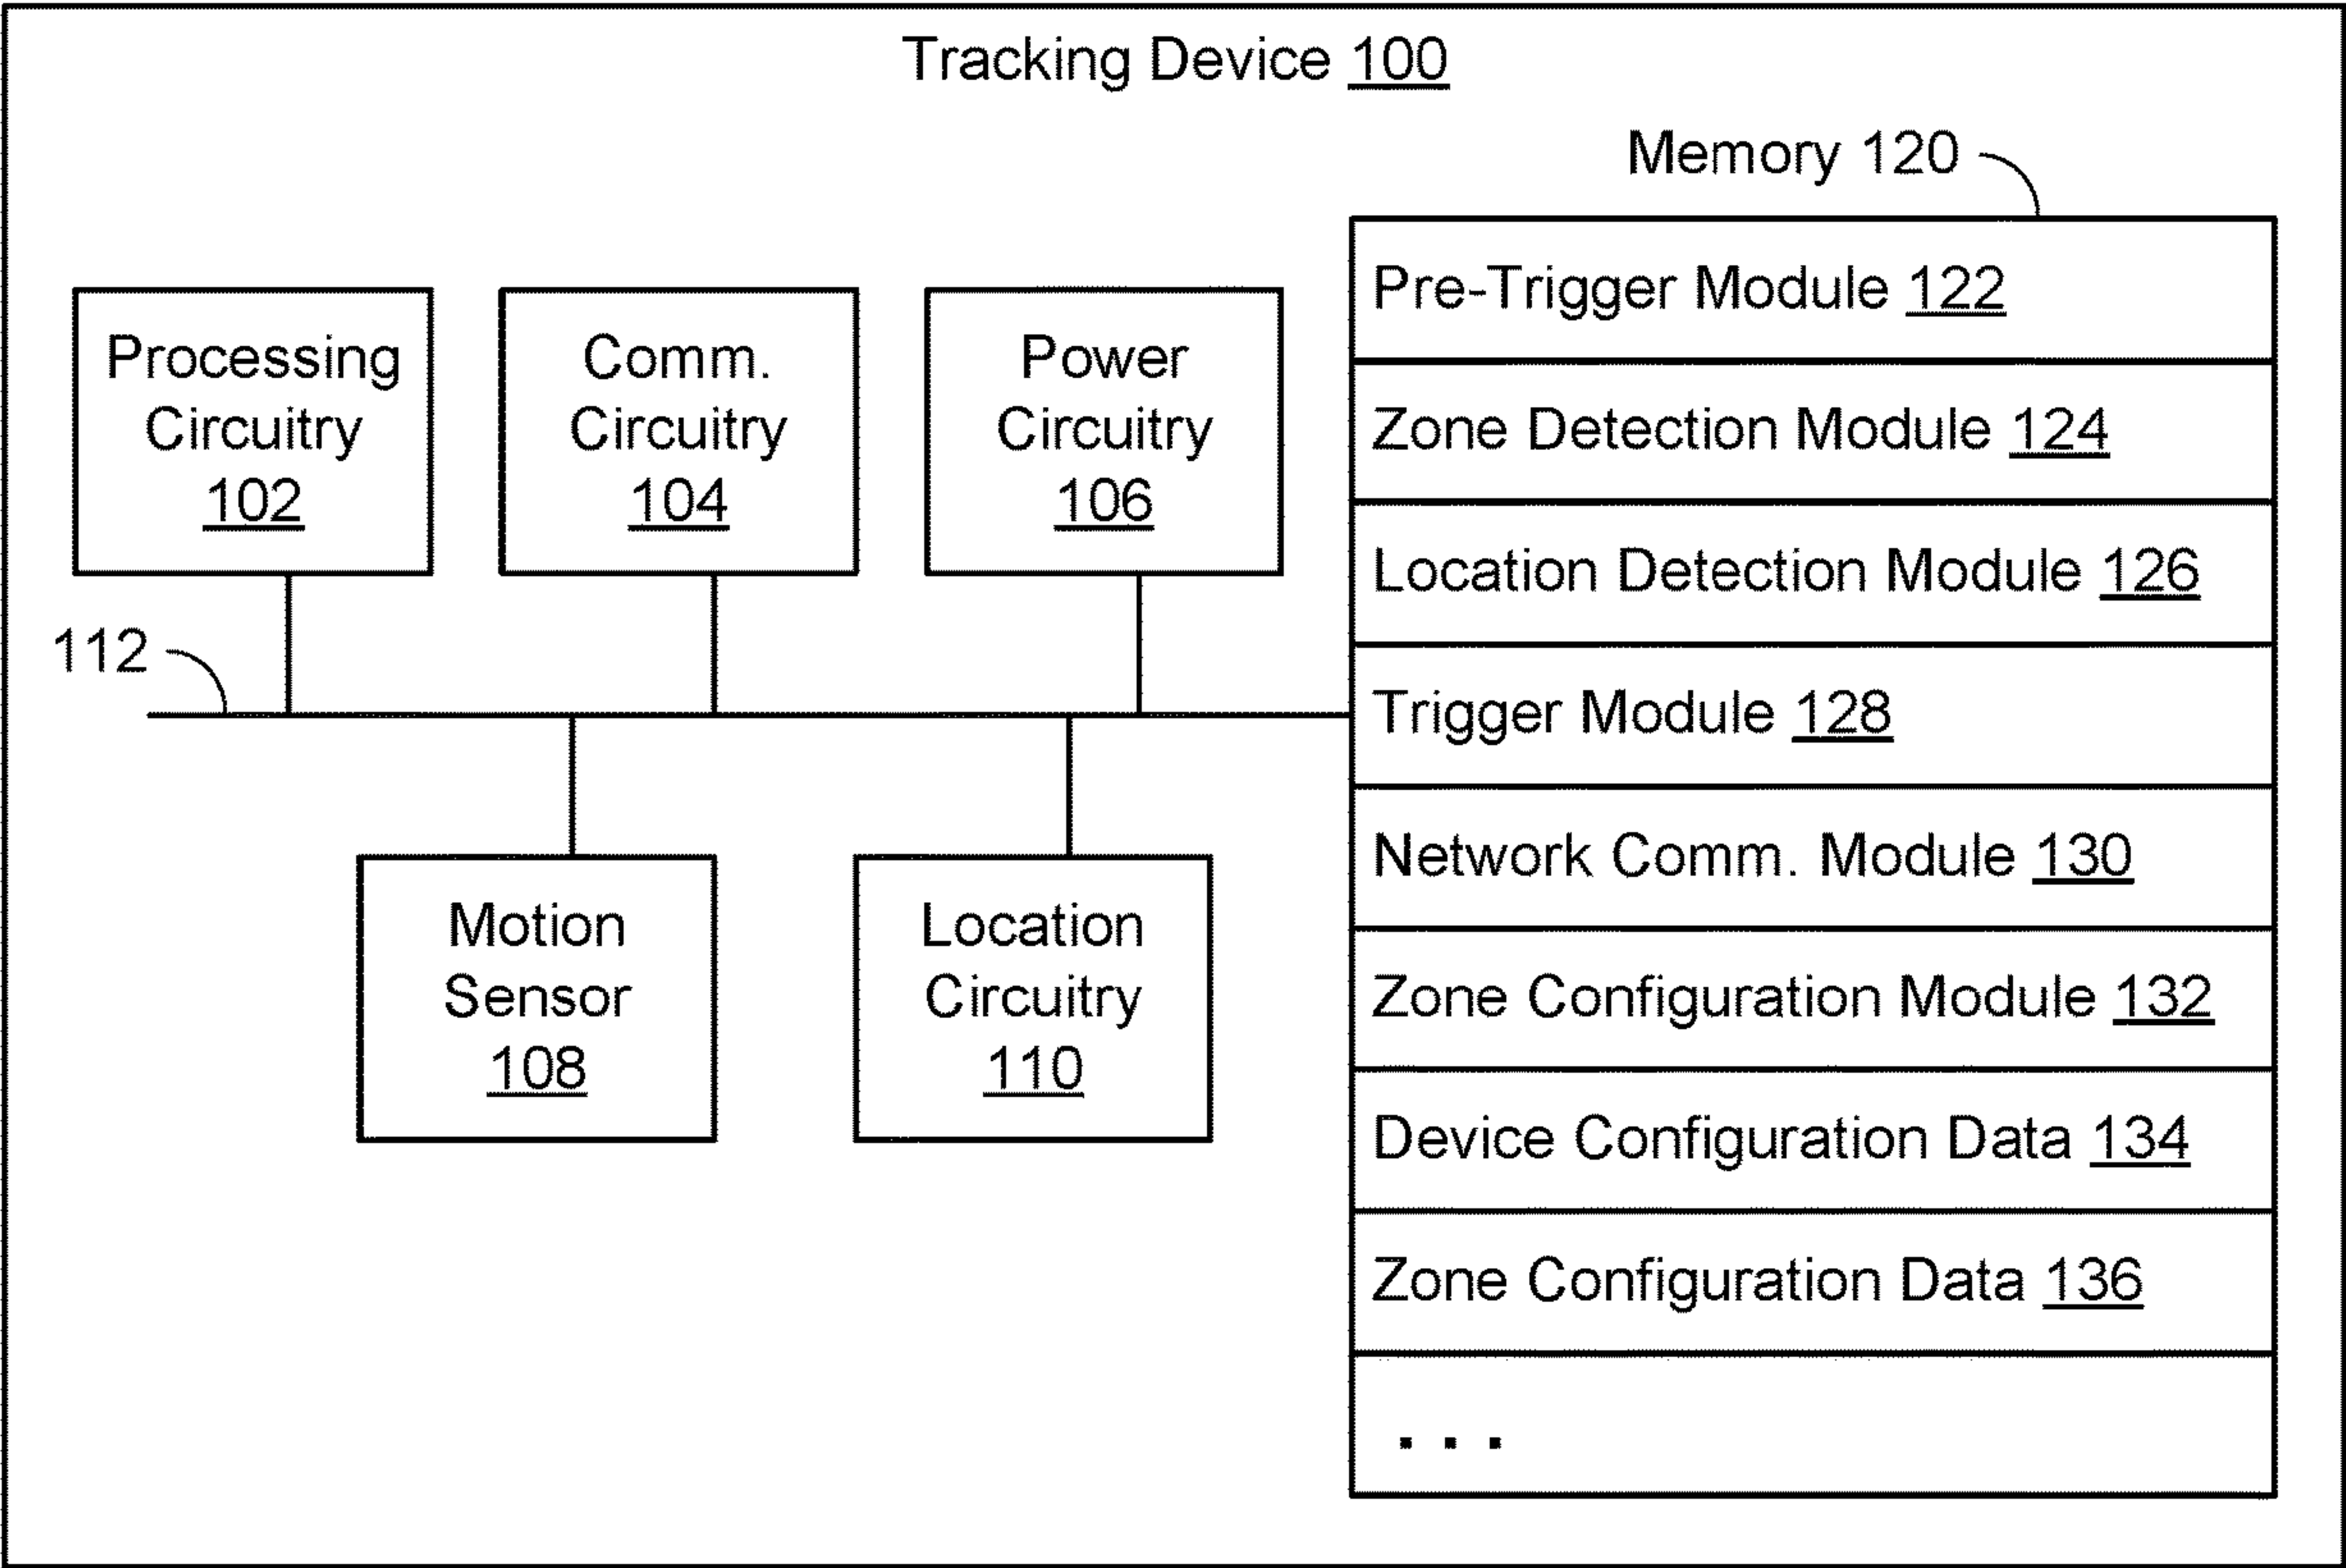 Tracking Device 100
Memory 120
Processing
Circuitry
102
Comm.
Circuitry
104
Power
Circuitry
106
112
Motion
Sensor
108
Location
Circuitry
110
Pre-Trigger Module 122
Zone Detection Module 124
Location Detection Module 126
Trigger Module 128
Network Comm. Module 130
Zone Configuration Module 132
Device Configuration Data 134
Zone Configuration Data 136
. . .